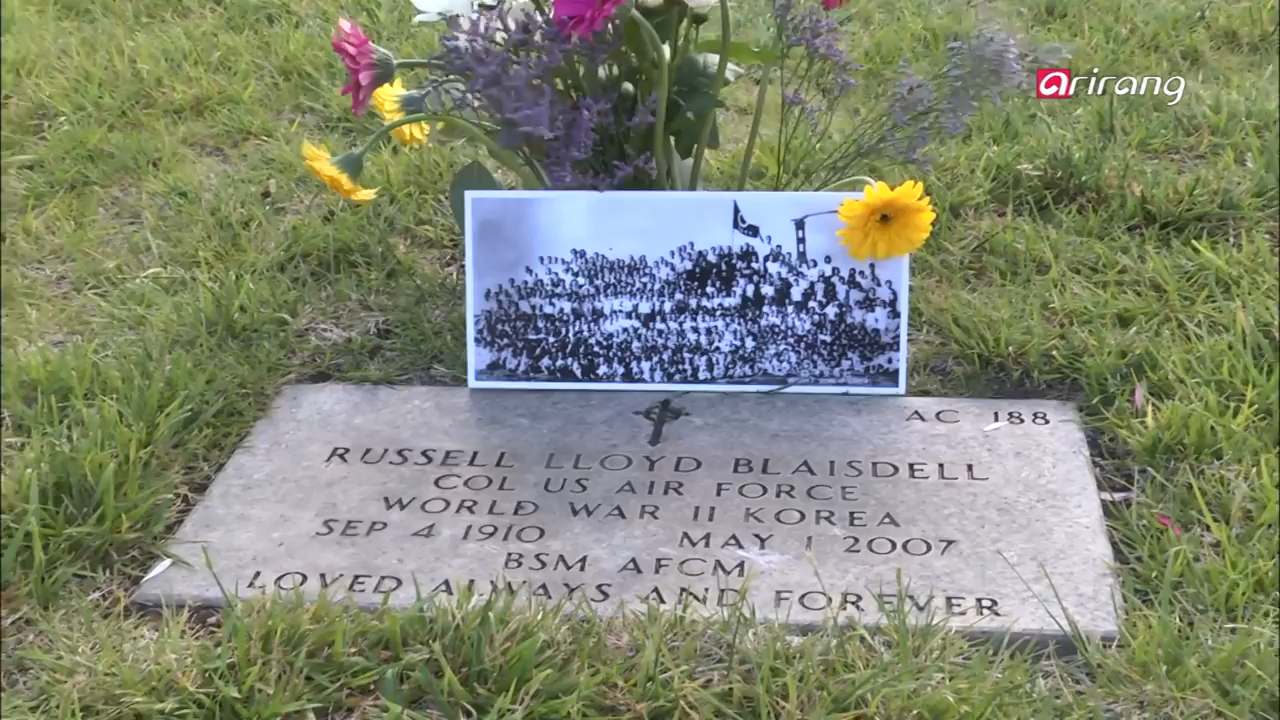 arirang
AC 188
RUSSELL LLOYD BLAISDELL
COL US AIR FORCE
WORLD WAR II KOREA
SEP 4 1910 MAY 1 2007
BSM AFCM
LOVED ALWAYS AND FOREVER